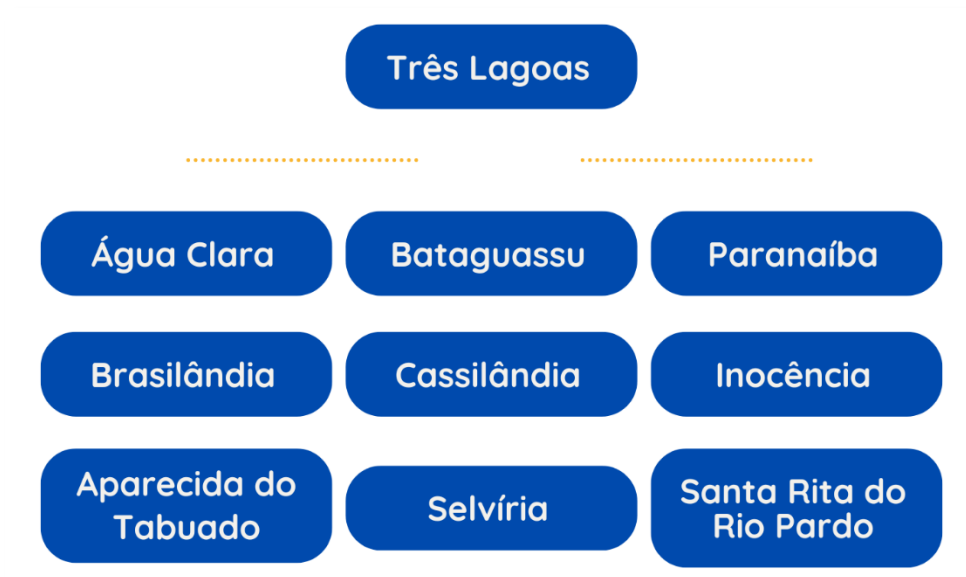 Três Lagoas
Água Clara
Bataguassu
Paranaíba
Brasilândia
Cassilândia
Inocência
Aparecida do
Tabuado
Selvíria
Santa Rita do
Rio Pardo